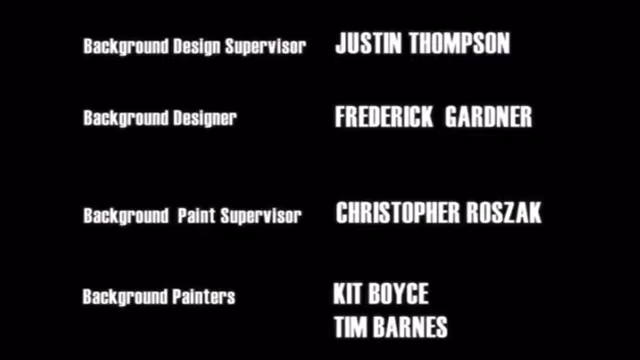 Background Design Supervisor JUSTIN THOMPSON
Background Designer FREDERICK GARDNER
Background Paint Supervisor CHRISTOPHER ROSZAK
Background Painters KIT BOYCE
TIM BARNES